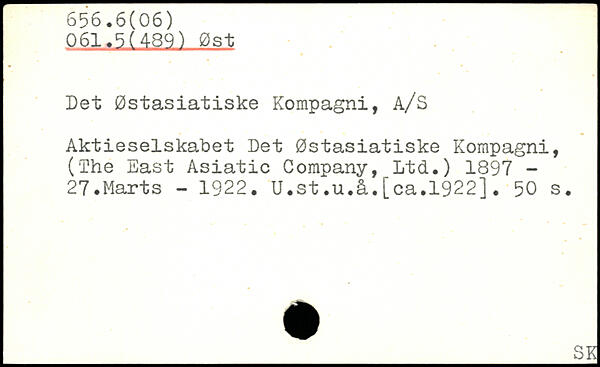 656.6(06)
061.5(489) Øst
Det Østasiatiske Kompagni, A/S
Aktieselskabet Det Østasiatiske Kompagni,
(The East Asiatic Company, Ltd.) 1897 -
27.Marts - 1922. U.st.u.å.[ca.1922]. 50 s.
SK